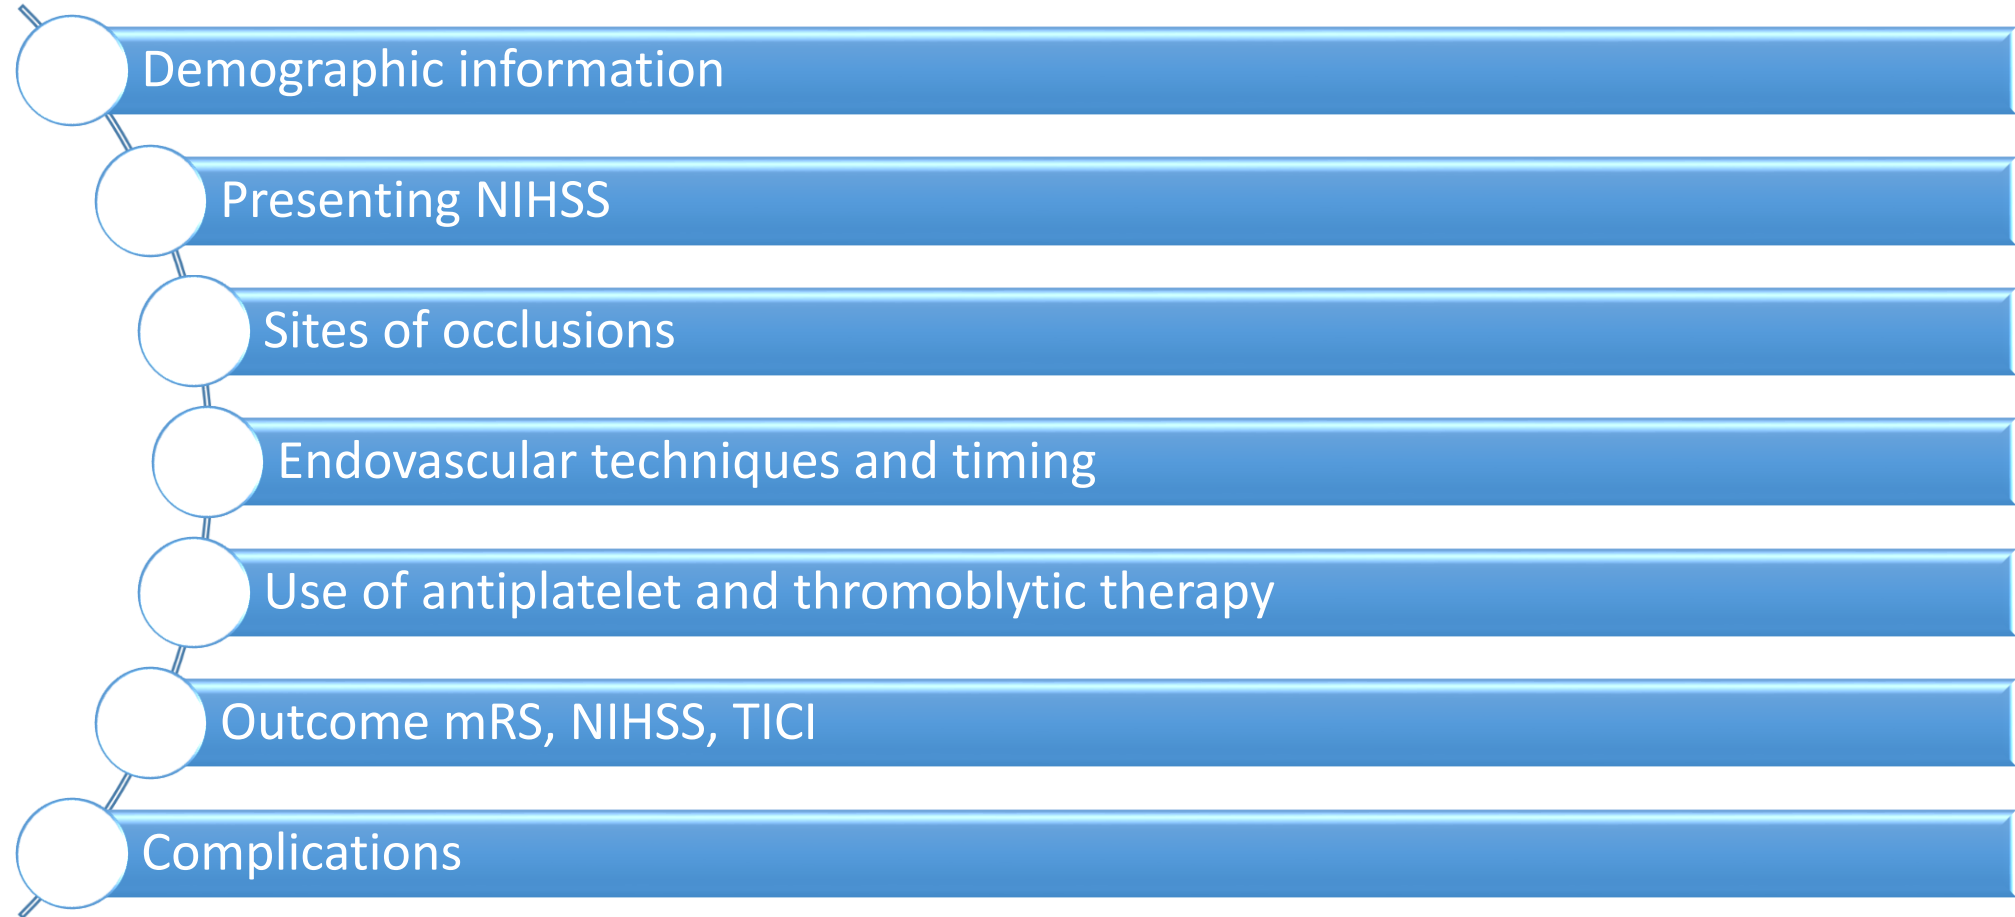 Demographic information
Presenting NIHSS
Sites of occlusions
Endovascular techniques and timing
Use of antiplatelet and thromoblytic therapy
Outcome mRS, NIHSS, TICI
Complications